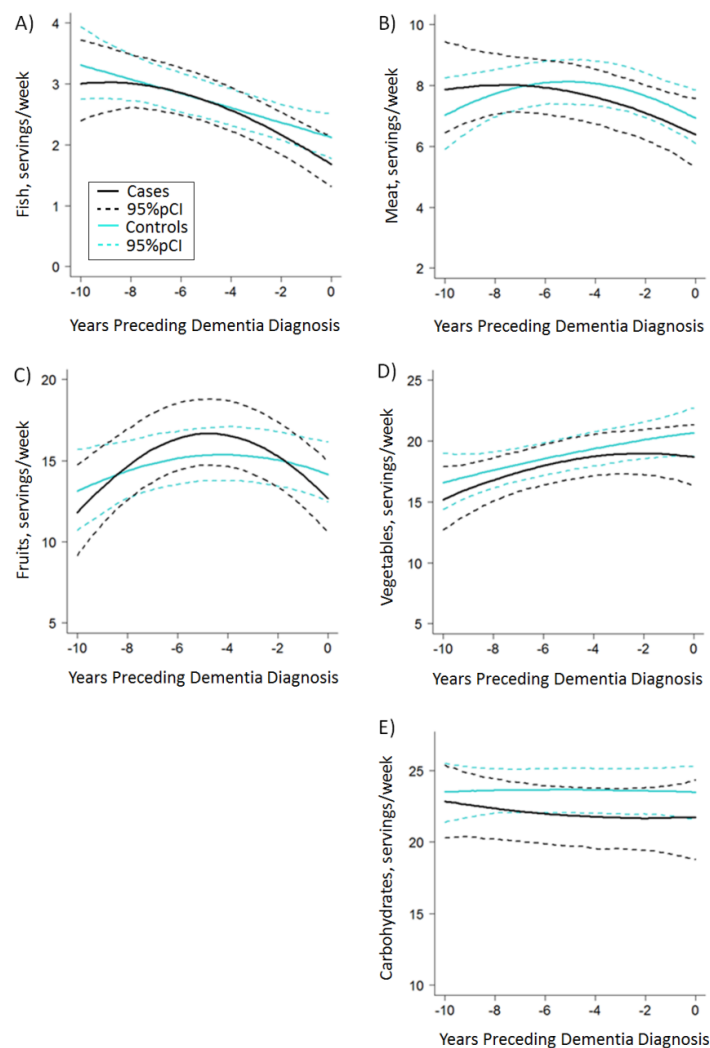 A)
Fish, servings/week
4
3
2
1
0
Cases
95%pCI
Controls
95%pCI
-10 -8 -6 -4 -2 0
Years Preceding Dementia Diagnosis
B)
Meat, servings/week
10
8
6
4
2
-10 -8 -6 -4 -2 0
Years Preceding Dementia Diagnosis
C)
Fruits, servings/week
20
15
10
5
-10 -8 -6 -4 -2 0
Years Preceding Dementia Diagnosis
D)
Vegetables, servings/week
25
20
15
10
5
-10 -8 -6 -4 -2 0
Years Preceding Dementia Diagnosis
E)
Carbohydrates, servings/week
25
20
15
10
-10 -8 -6 -4 -2 0
Years Preceding Dementia Diagnosis